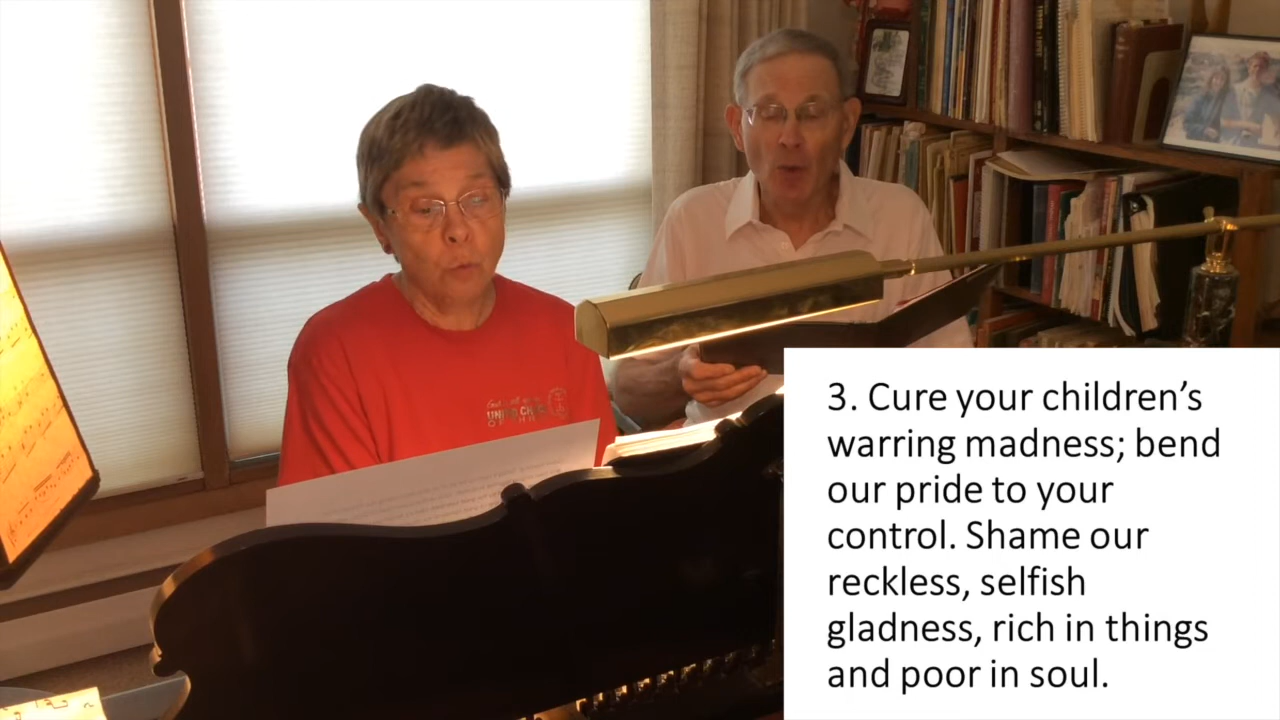 3. Cure your children’s
warring madness; bend
our pride to your
control. Shame our
reckless, selfish
gladness, rich in things
and poor in soul.